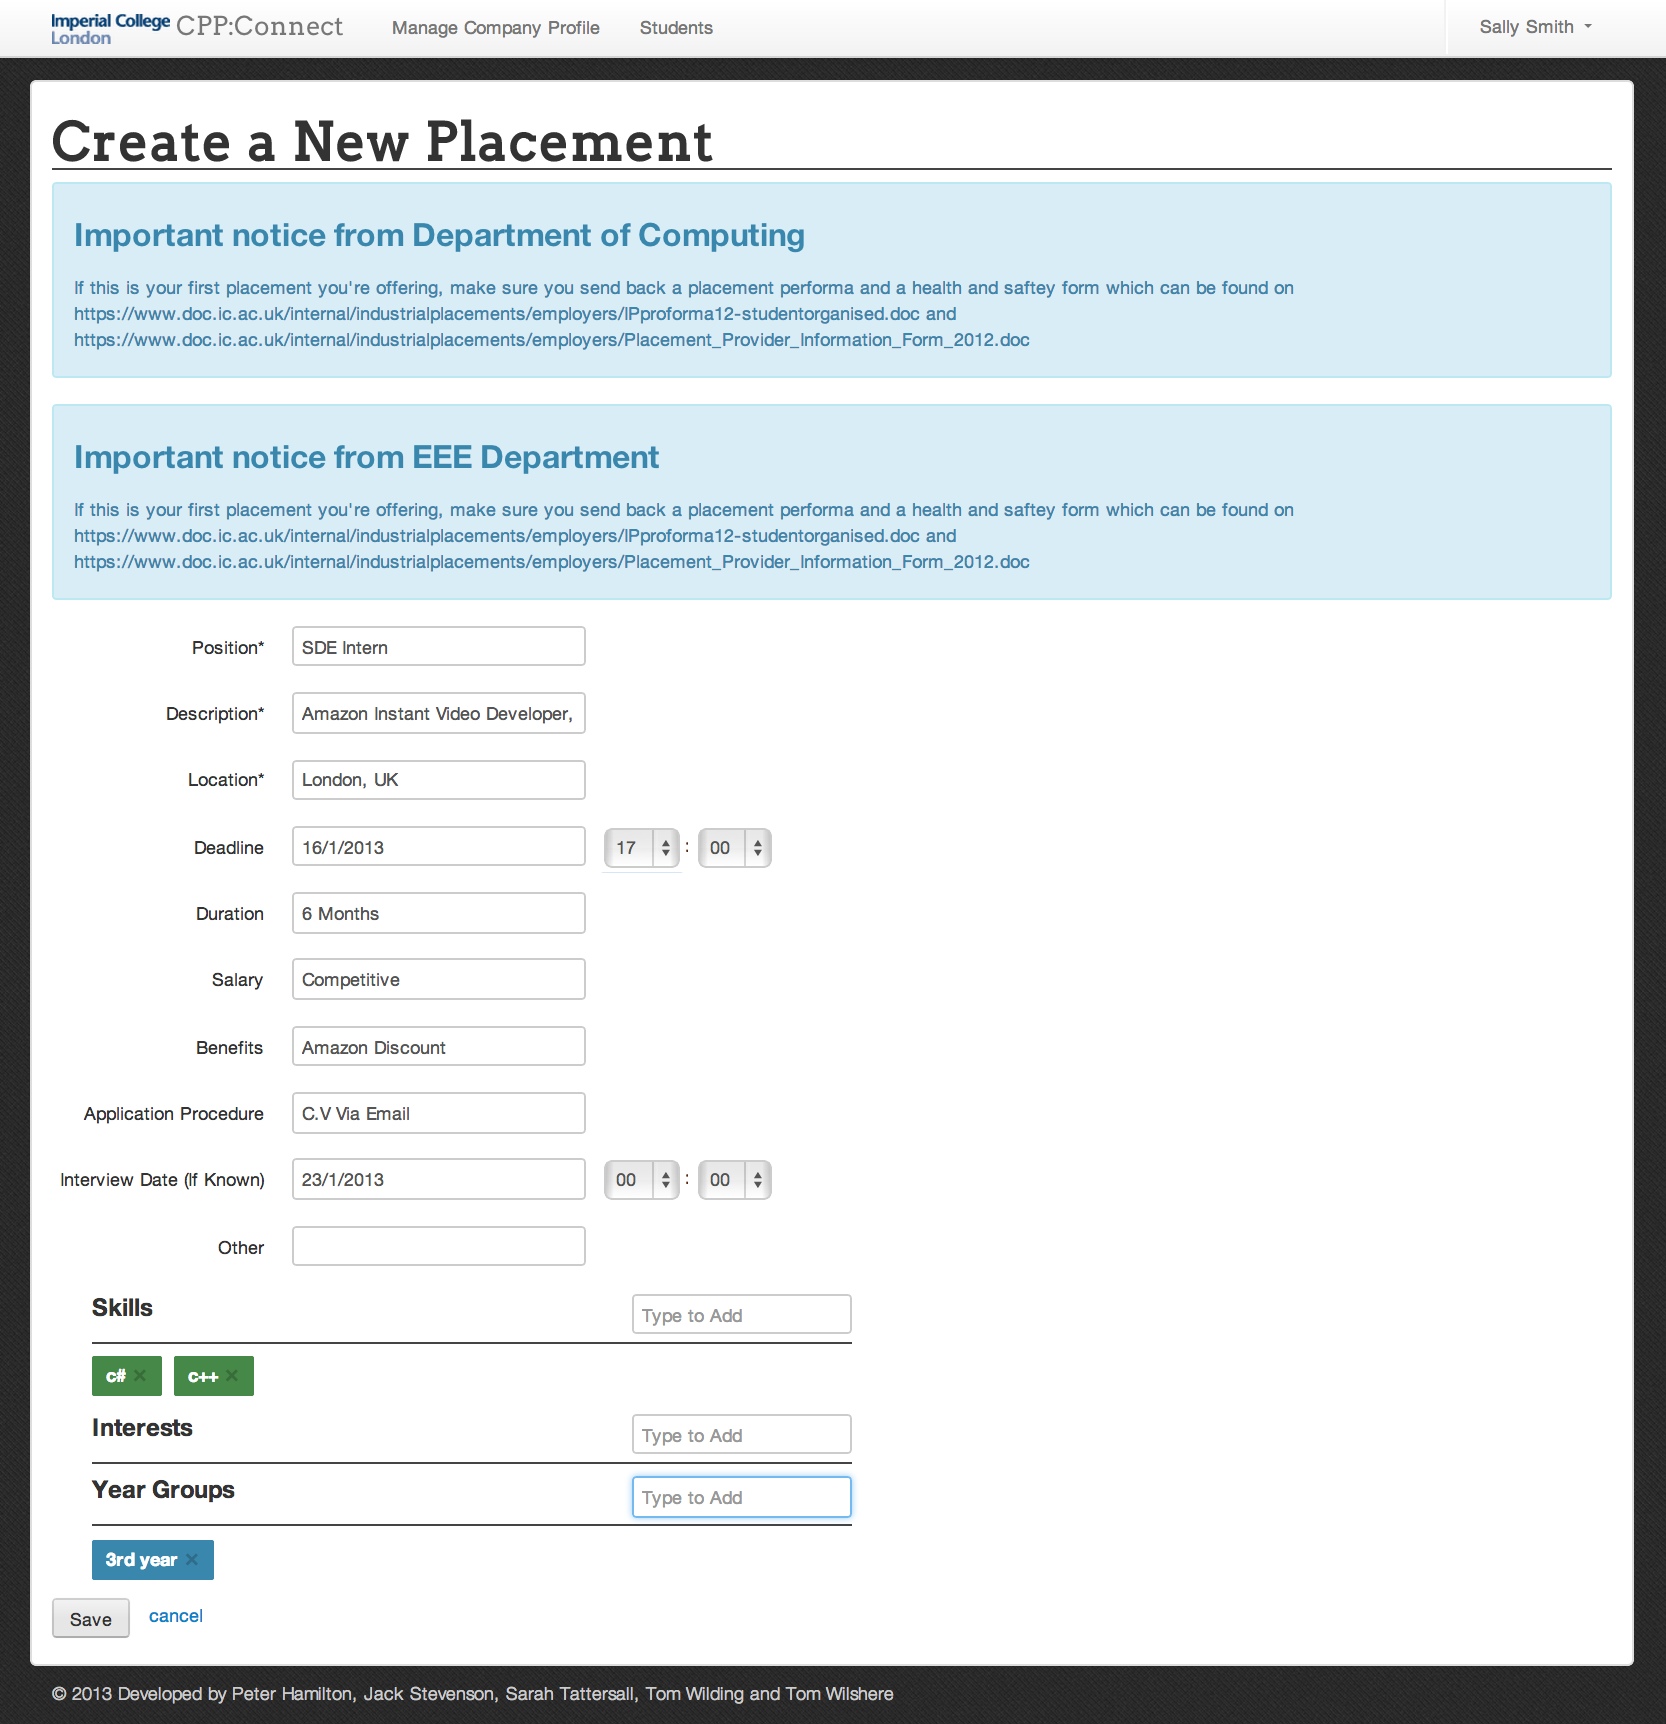 Imperial College
London
CPP:Connect
Manage Company Profile
Students
Sally Smith
Create a New Placement
Important notice from Department of Computing
If this is your first placement you're offering, make sure you send back a placement performa and a health and saftey form which can be found on
https://www.doc.ic.ac.uk/internal/industrialplacements/employers/IPproforma12-studentorganised.doc and
https://www.doc.ic.ac.uk/internal/industrialplacements/employers/Placement_Provider_Information_Form_2012.doc
Important notice from EEE Department
If this is your first placement you're offering, make sure you send back a placement performa and a health and saftey form which can be found on
https://www.doc.ic.ac.uk/internal/industrialplacements/employers/IPproforma12-studentorganised.doc and
https://www.doc.ic.ac.uk/internal/industrialplacements/employers/Placement_Provider_Information_Form_2012.doc
Position* SDE Intern
Description* Amazon Instant Video Developer,
Location* London, UK
Deadline 16/1/2013 17 : 00
Duration 6 Months
Salary Competitive
Benefits Amazon Discount
Application Procedure C.V Via Email
Interview Date (If Known) 23/1/2013 00 : 00
Other
Skills Type to Add
c# × c++ ×
Interests Type to Add
Year Groups Type to Add
3rd year ×
Save cancel
© 2013 Developed by Peter Hamilton, Jack Stevenson, Sarah Tattersall, Tom Wilding and Tom Wilshere